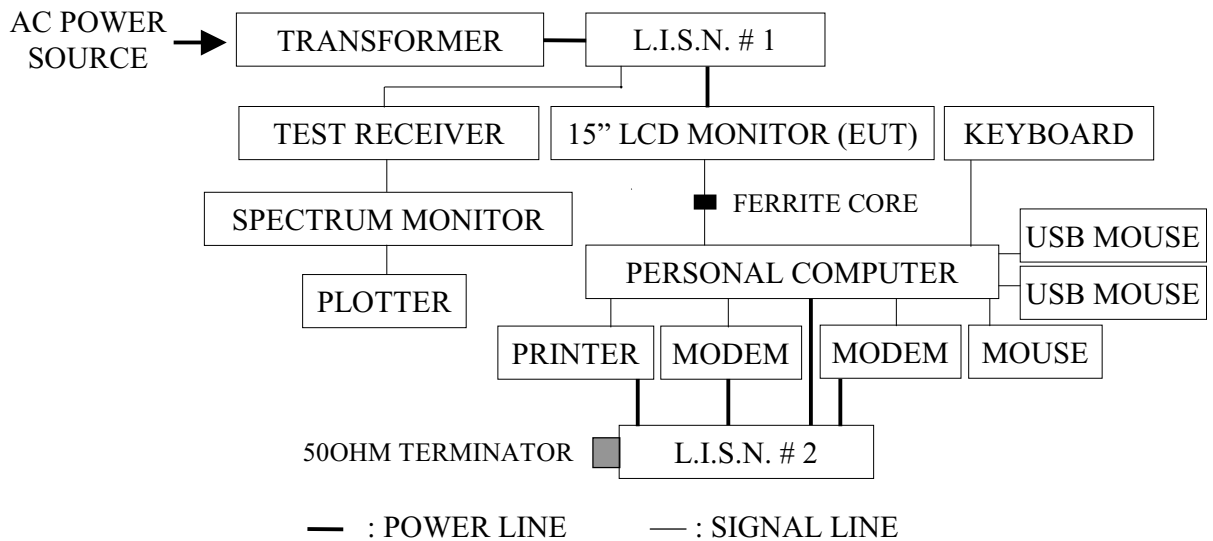 AC POWER
SOURCE
TRANSFORMER
L.I.S.N. # 1
TEST RECEIVER
15” LCD MONITOR (EUT)
KEYBOARD
FERRITE CORE
SPECTRUM MONITOR
USB MOUSE
PERSONAL COMPUTER
USB MOUSE
PLOTTER
PRINTER
MODEM
MODEM
MOUSE
50OHM TERMINATOR
L.I.S.N. # 2
: POWER LINE
: SIGNAL LINE